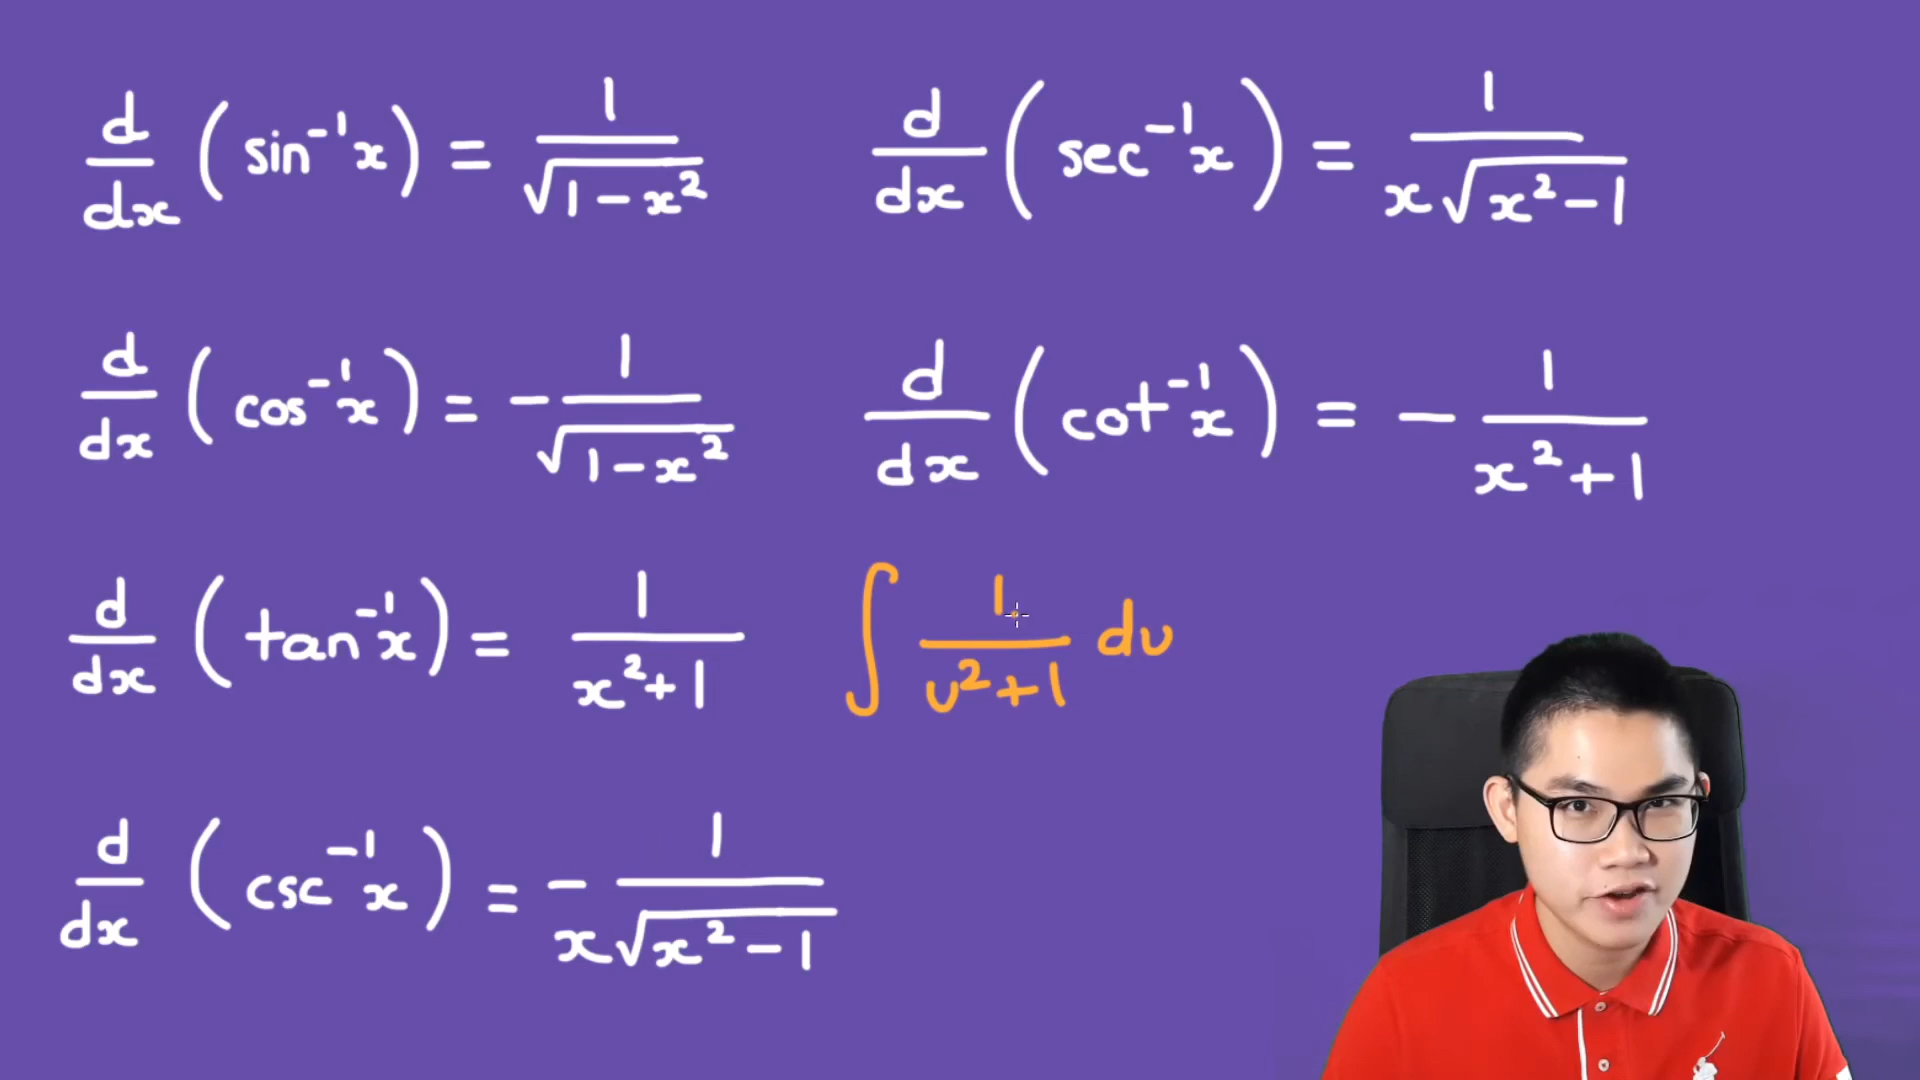 d/dx (sin⁻¹x) = 1/√(1−x²)
d/dx (sec⁻¹x) = 1/(x√(x²−1))
d/dx (cos⁻¹x) = −1/√(1−x²)
d/dx (cot⁻¹x) = −1/(x²+1)
d/dx (tan⁻¹x) = 1/(x²+1)
∫ 1/(u²+1) du
d/dx (csc⁻¹x) = −1/(x√(x²−1))